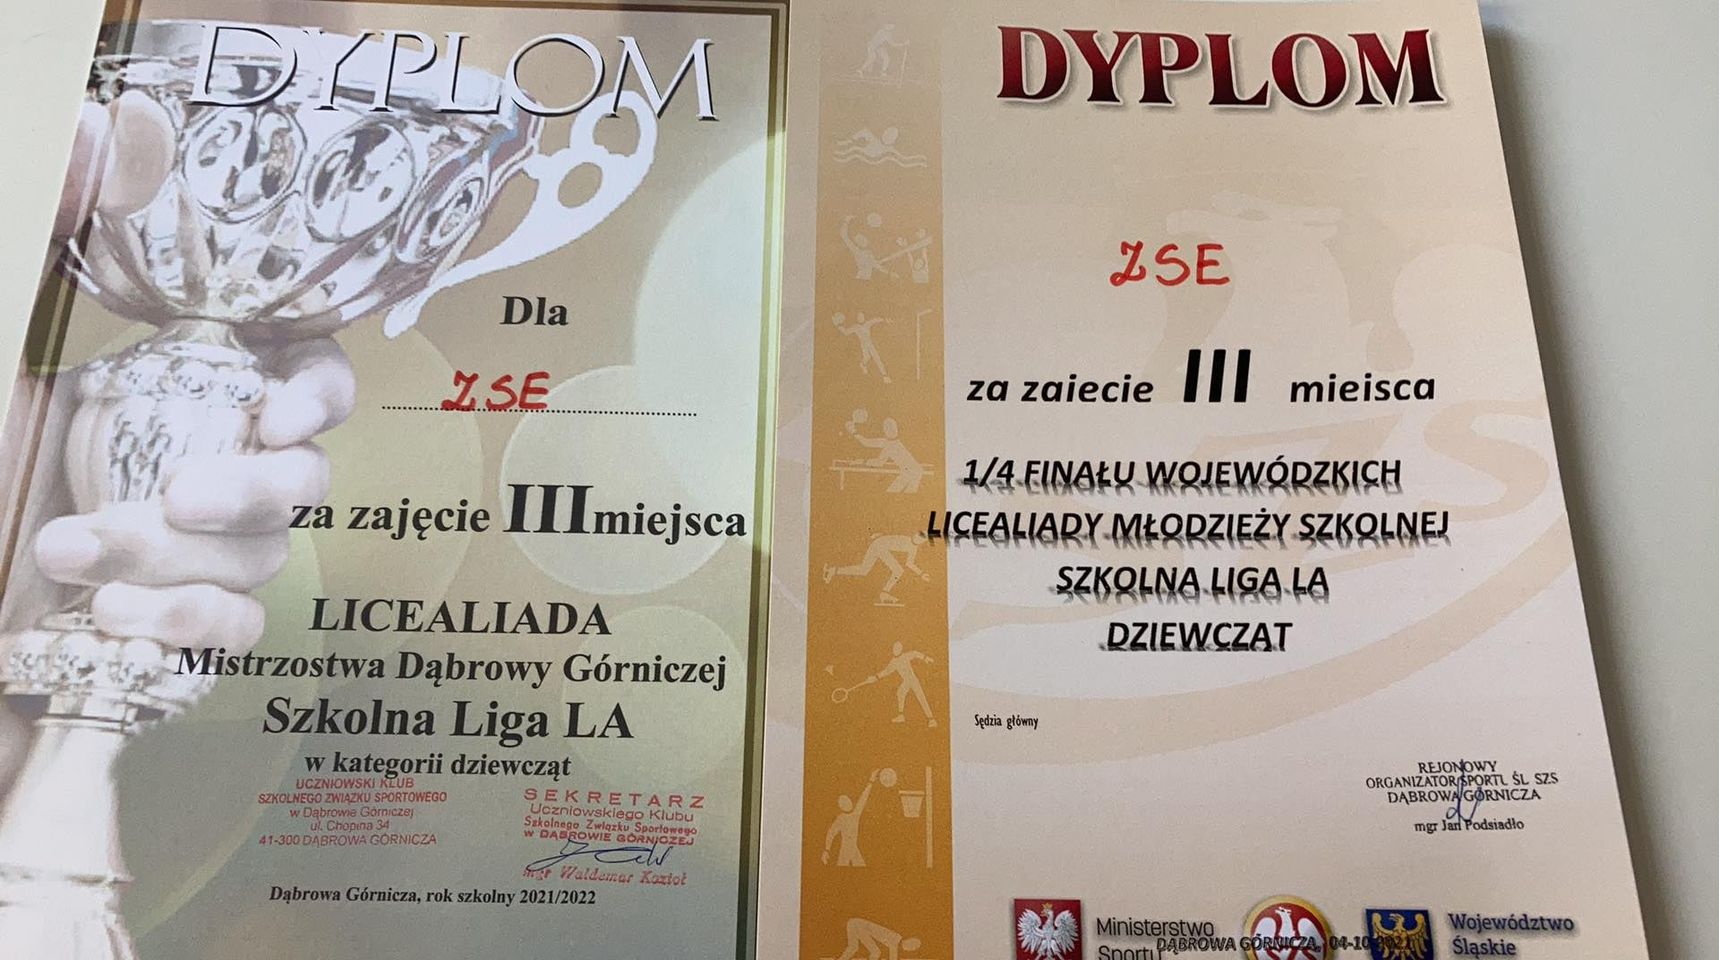 DYPLOM
Dla
ZSE
za zajęcie III miejsca
LICEALIADA
Mistrzostwa Dąbrowy Górniczej
Szkolna Liga LA
w kategorii dziewcząt
UCZNIOWSKI KLUB
SZKOLNEGO ZWIĄZKU SPORTOWEGO
w Dąbrowie Górniczej
ul. Chopina 34
41-300 DĄBROWA GÓRNICZA
SEKRETARZ
Uczniowskiego Klubu
Szkolnego Związku Sportowego
w DĄBROWIE GÓRNICZEJ
mgr Waldemar Kozioł
Dąbrowa Górnicza, rok szkolny 2021/2022
DYPLOM
ZSE
za zaiecie III mieisca
1/4 FINAŁU WOJEWÓDZKICH
LICEALIADY MŁODZIEŻY SZKOLNEJ
SZKOLNA LIGA LA
DZIEWCZĄT
Sędzia główny
REJONOWY
ORGANIZATOR SPORTU ŚL SZS
DĄBROWA GÓRNICZA
mgr Jan Podsiadło
Ministerstwo
Sportu
DĄBROWA GÓRNICZA, 04-10-2021
Województwo
Śląskie